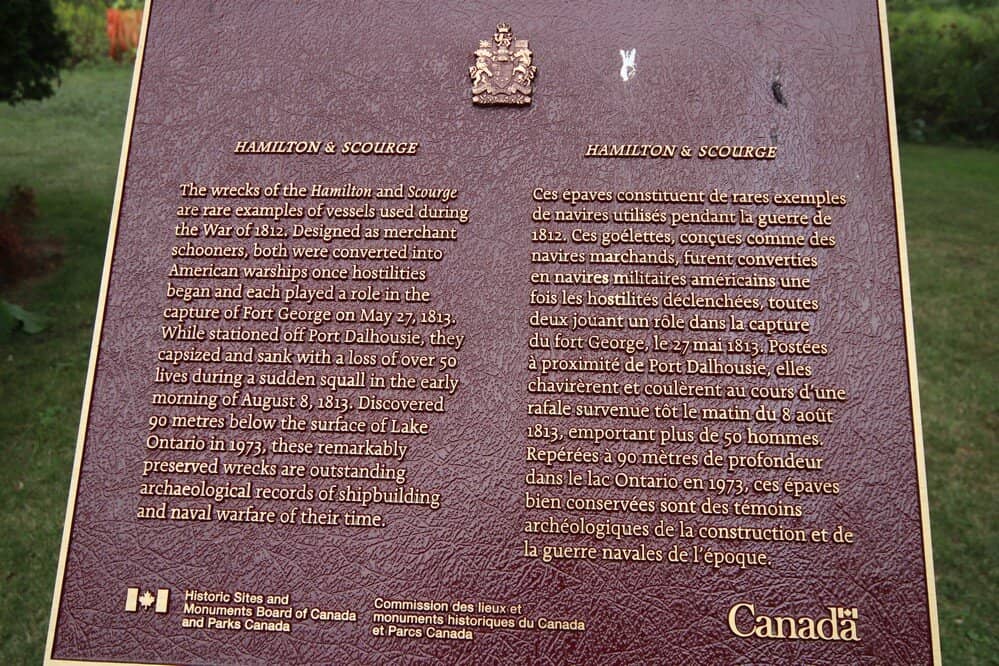 HAMILTON & SCOURGE
The wrecks of the Hamilton and Scourge
are rare examples of vessels used during
the War of 1812. Designed as merchant
schooners, both were converted into
American warships once hostilities
began and each played a role in the
capture of Fort George on May 27, 1813.
While stationed off Port Dalhousie, they
capsized and sank with a loss of over 50
lives during a sudden squall in the early
morning of August 8, 1813. Discovered
90 metres below the surface of Lake
Ontario in 1973, these remarkably
preserved wrecks are outstanding
archaeological records of shipbuilding
and naval warfare of their time.
HAMILTON & SCOURGE
Ces épaves constituent de rares exemples
de navires utilisés pendant la guerre de
1812. Ces goélettes, conçues comme des
navires marchands, furent converties
en navires militaires américains une
fois les hostilités déclenchées, toutes
deux jouant un rôle dans la capture
du fort George, le 27 mai 1813. Postées
à proximité de Port Dalhousie, elles
chavirèrent et coulèrent au cours d'une
rafale survenue tôt le matin du 8 août
1813, emportant plus de 50 hommes.
Repérées à 90 mètres de profondeur
dans le lac Ontario en 1973, ces épaves
bien conservées sont des témoins
archéologiques de la construction et de
la guerre navales de l'époque.
Historic Sites and
Monuments Board of Canada
and Parks Canada
Commission des lieux et
monuments historiques du Canada
et Parcs Canada
Canada